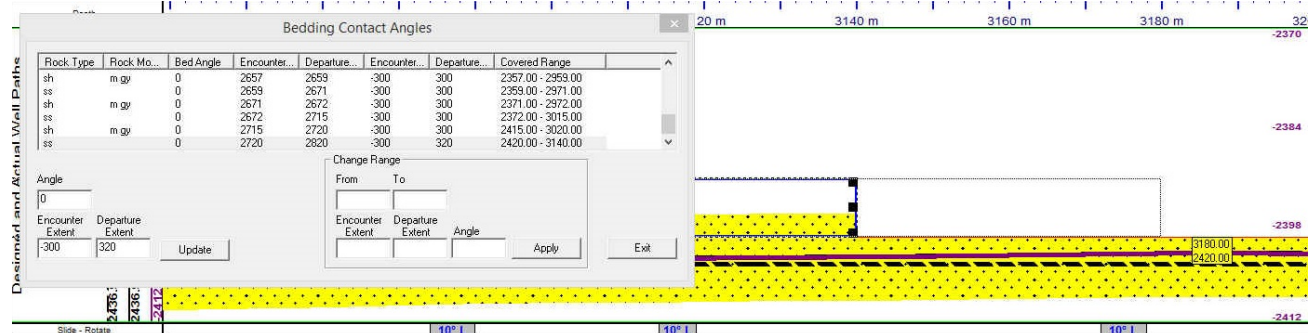 Depth
20 m 3140 m 3160 m 3180 m 32
Bedding Contact Angles
-2370
Rock Type Rock Mo... Bed Angle Encounter... Departure... Encounter... Departure... Covered Range
sh m gy 0 2657 2659 -300 300 2357.00 - 2959.00
ss 0 2659 2671 -300 300 2359.00 - 2971.00
sh m gy 0 2671 2672 -300 300 2371.00 - 2972.00
ss 0 2672 2715 -300 300 2372.00 - 3015.00
sh m gy 0 2715 2720 -300 300 2415.00 - 3020.00
ss 0 2720 2820 -300 320 2420.00 - 3140.00
-2384
Change Range
Angle
From To
0
Encounter Extent Departure Extent
-300 320
Update
Encounter Extent Departure Extent Angle
Apply
Exit
-2398
3180.00
2420.00
Designed and Actual Well Paths
2436.
2436.
-2412
-2412
Slide - Rotate
10° L 10° L 10° L